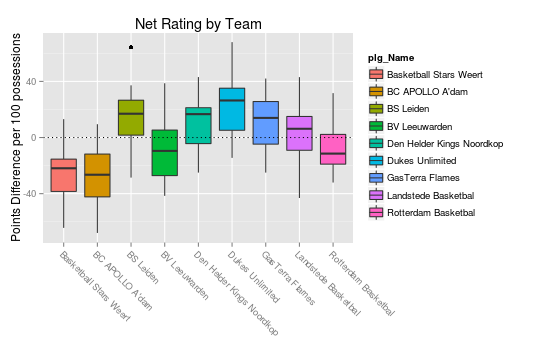 Net Rating by Team
Points Difference per 100 possessions
40
0
-40
Basketball Stars Weert
BC APOLLO A'dam
BS Leiden
BV Leeuwarden
Den Helder Kings Noordkop
Dukes Unlimited
GasTerra Flames
Landstede Basketbal
Rotterdam Basketbal
plg_Name
Basketball Stars Weert
BC APOLLO A'dam
BS Leiden
BV Leeuwarden
Den Helder Kings Noordkop
Dukes Unlimited
GasTerra Flames
Landstede Basketbal
Rotterdam Basketbal